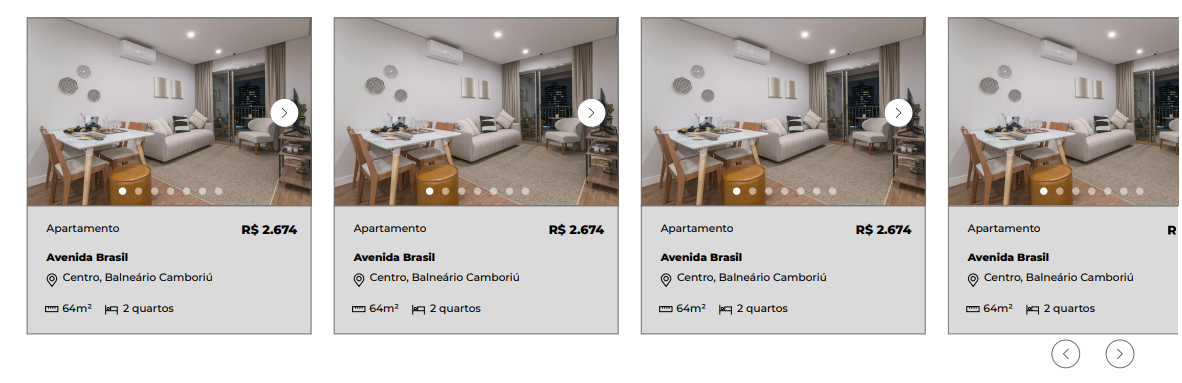 Apartamento R$ 2.674
Avenida Brasil
Centro, Balneário Camboriú
64m² 2 quartos
Apartamento R$ 2.674
Avenida Brasil
Centro, Balneário Camboriú
64m² 2 quartos
Apartamento R$ 2.674
Avenida Brasil
Centro, Balneário Camboriú
64m² 2 quartos
Apartamento R
Avenida Brasil
Centro, Balneário Camboriú
64m² 2 quartos